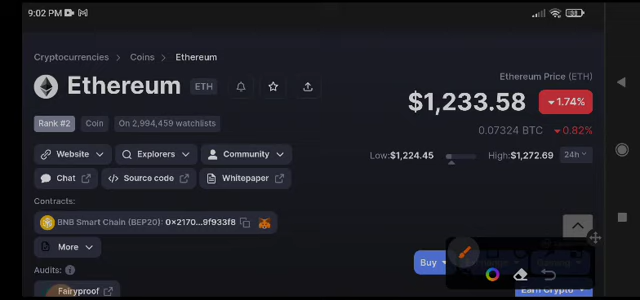 9:02 PM
Cryptocurrencies > Coins > Ethereum
Ethereum ETH
Ethereum Price (ETH)
$1,233.58 1.74%
0.07324 BTC 0.82%
Rank #2 Coin On 2,994,459 watchlists
Low:$1,224.45 High:$1,272.69 24h
Website Explorers Community
Chat Source code Whitepaper
Contracts:
BNB Smart Chain (BEP20): 0x2170...9f933f8
More
Buy
Audits:
Fairyproof
Earn Crypto